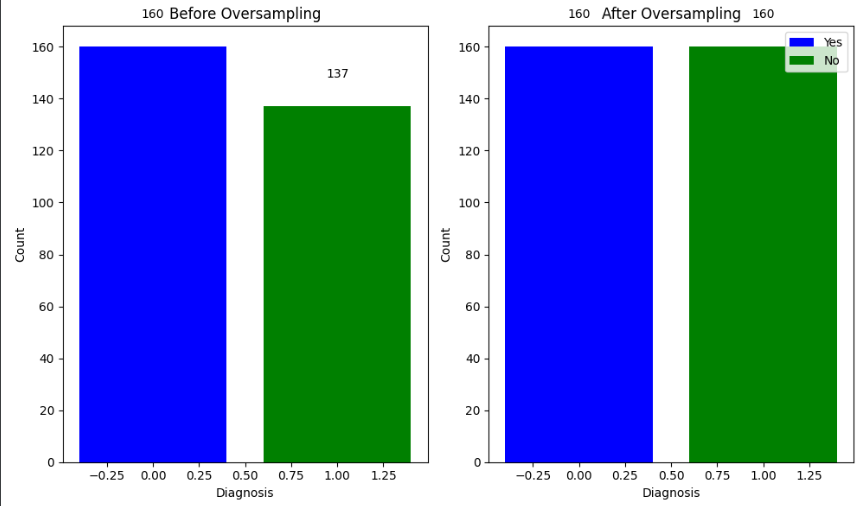 160 Before Oversampling
160
140
120
100
80
60
40
20
0
Count
137
−0.25 0.00 0.25 0.50 0.75 1.00 1.25
Diagnosis
160 After Oversampling 160
160
140
120
100
80
60
40
20
0
Count
Yes
No
−0.25 0.00 0.25 0.50 0.75 1.00 1.25
Diagnosis